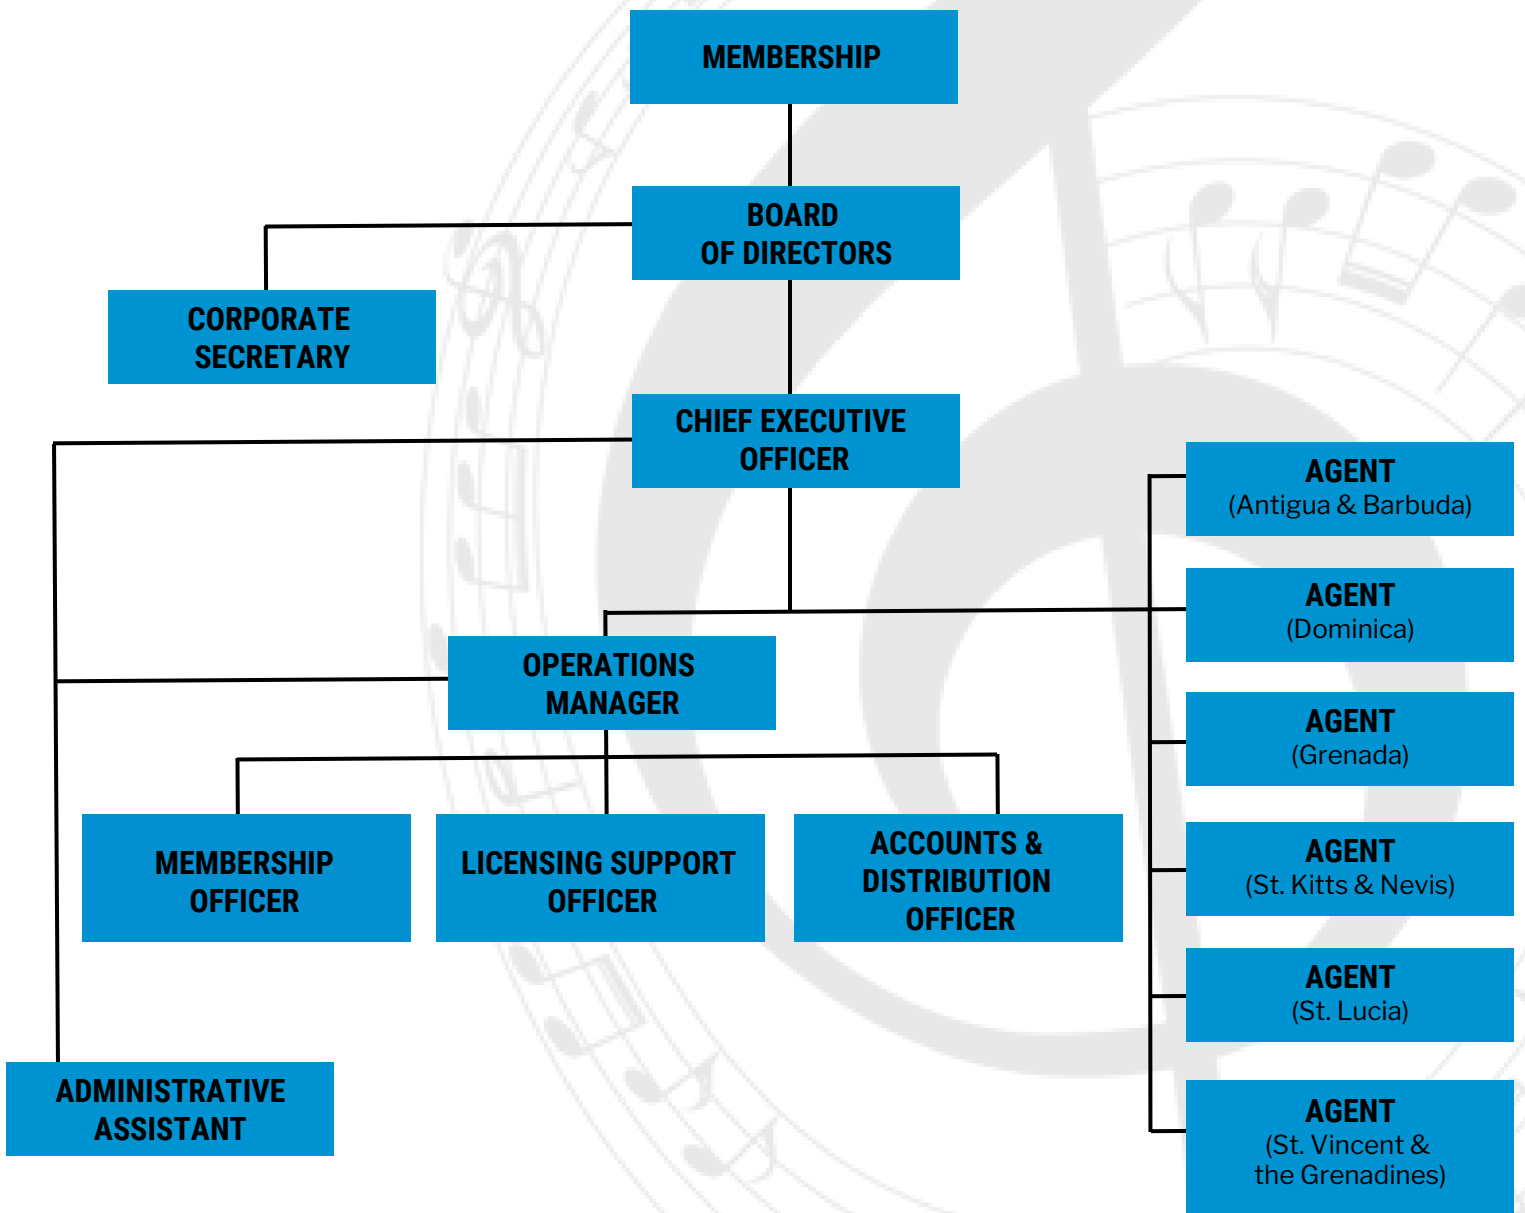 MEMBERSHIP
BOARD
OF DIRECTORS
CORPORATE
SECRETARY
CHIEF EXECUTIVE
OFFICER
AGENT
(Antigua & Barbuda)
AGENT
(Dominica)
OPERATIONS
MANAGER
AGENT
(Grenada)
MEMBERSHIP
OFFICER
LICENSING SUPPORT
OFFICER
ACCOUNTS &
DISTRIBUTION
OFFICER
AGENT
(St. Kitts & Nevis)
AGENT
(St. Lucia)
ADMINISTRATIVE
ASSISTANT
AGENT
(St. Vincent &
the Grenadines)